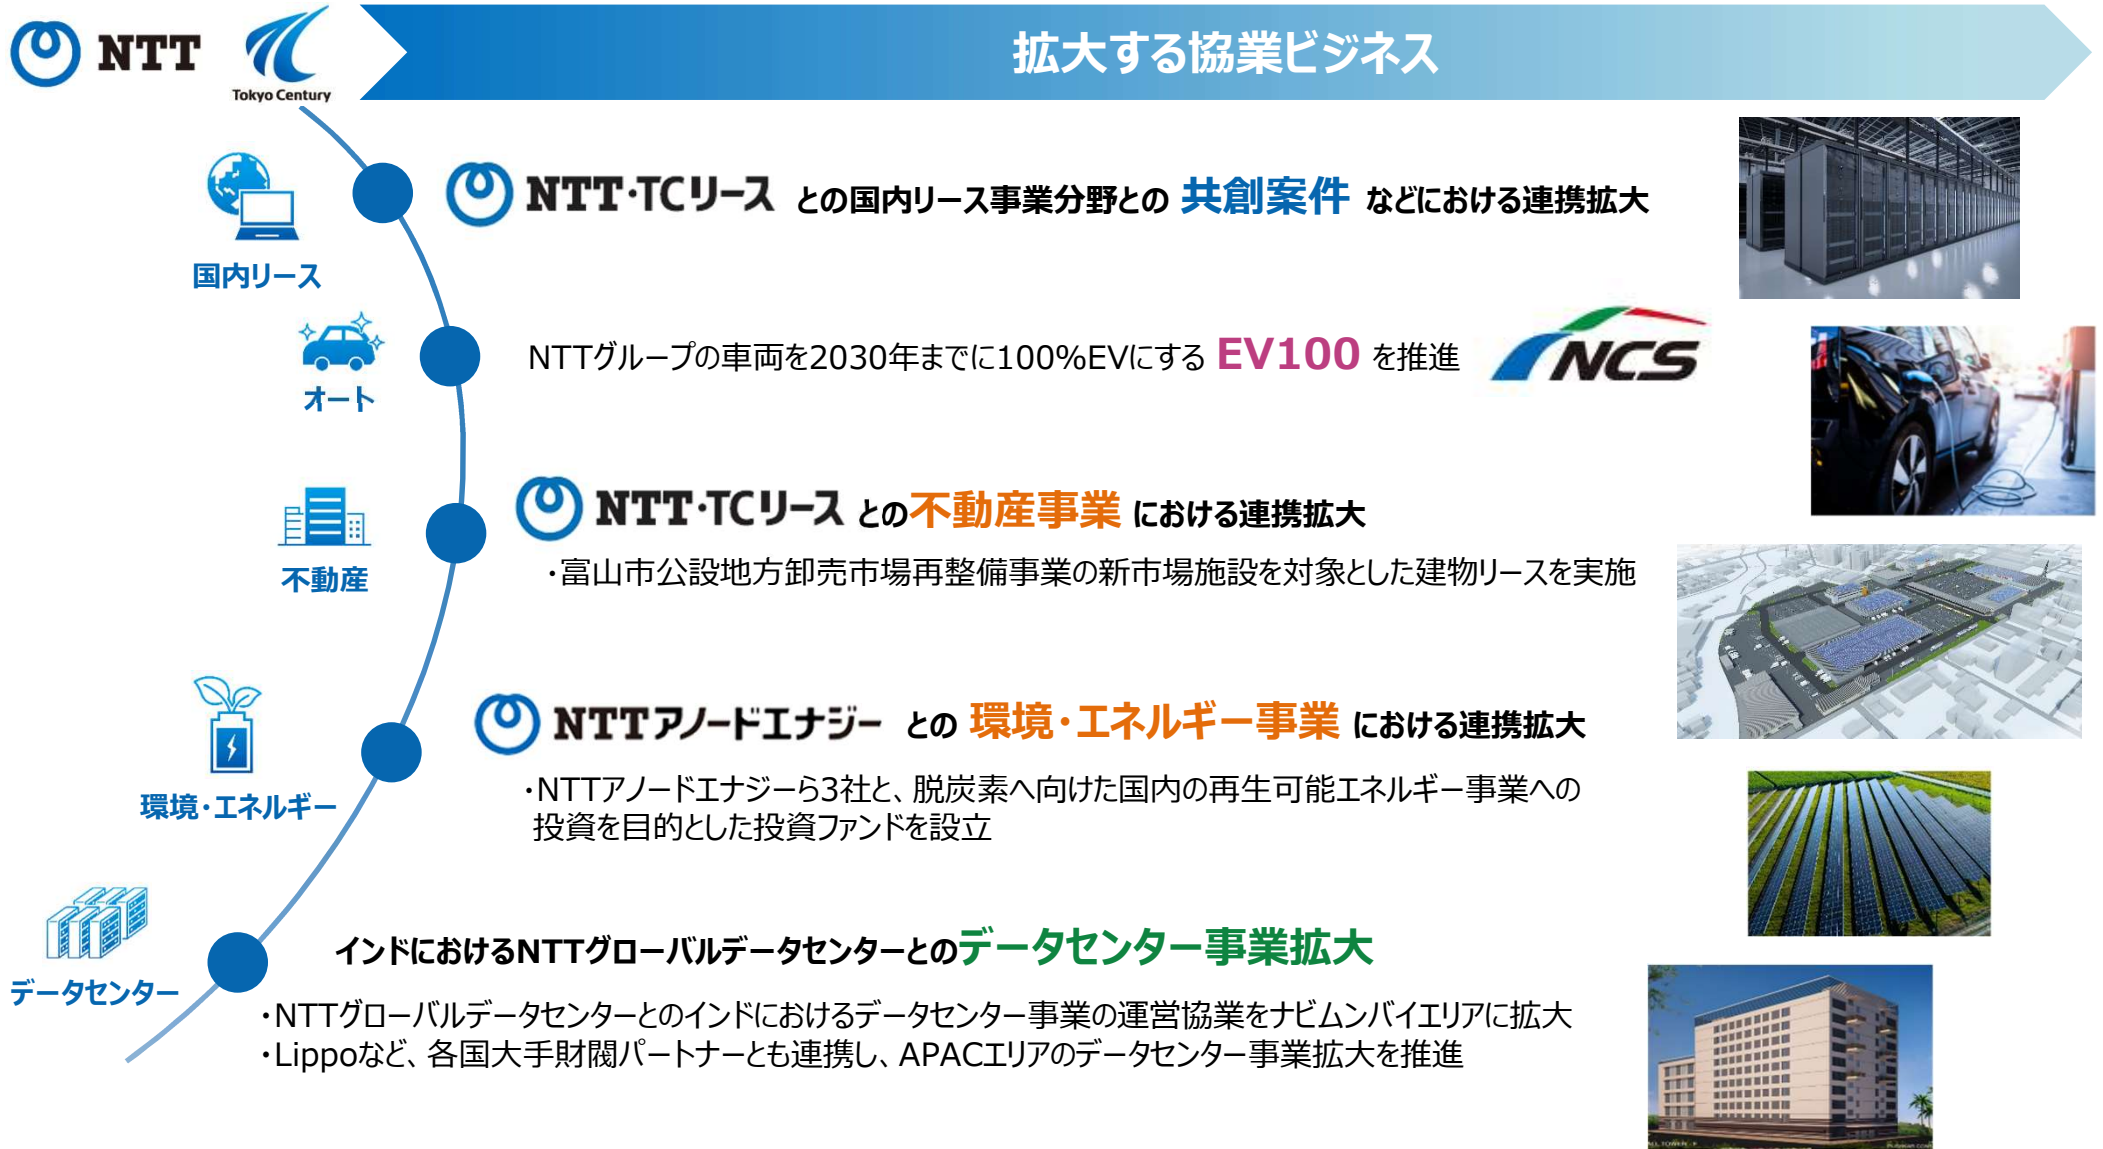 NTT
Tokyo Century
拡大する協業ビジネス
国内リース
NTT・TCリース との国内リース事業分野との 共創案件 などにおける連携拡大
オート
NTTグループの車両を2030年までに100%EVにする EV100 を推進
NCS
不動産
NTT・TCリース との不動産事業 における連携拡大
・富山市公設地方卸売市場再整備事業の新市場施設を対象とした建物リースを実施
環境・エネルギー
NTTアノードエナジー との 環境・エネルギー事業 における連携拡大
・NTTアノードエナジーら3社と、脱炭素へ向けた国内の再生可能エネルギー事業への
投資を目的とした投資ファンドを設立
データセンター
インドにおけるNTTグローバルデータセンターとのデータセンター事業拡大
・NTTグローバルデータセンターとのインドにおけるデータセンター事業の運営協業をナビムンバイエリアに拡大
・Lippoなど、各国大手財閥パートナーとも連携し、APACエリアのデータセンター事業拡大を推進